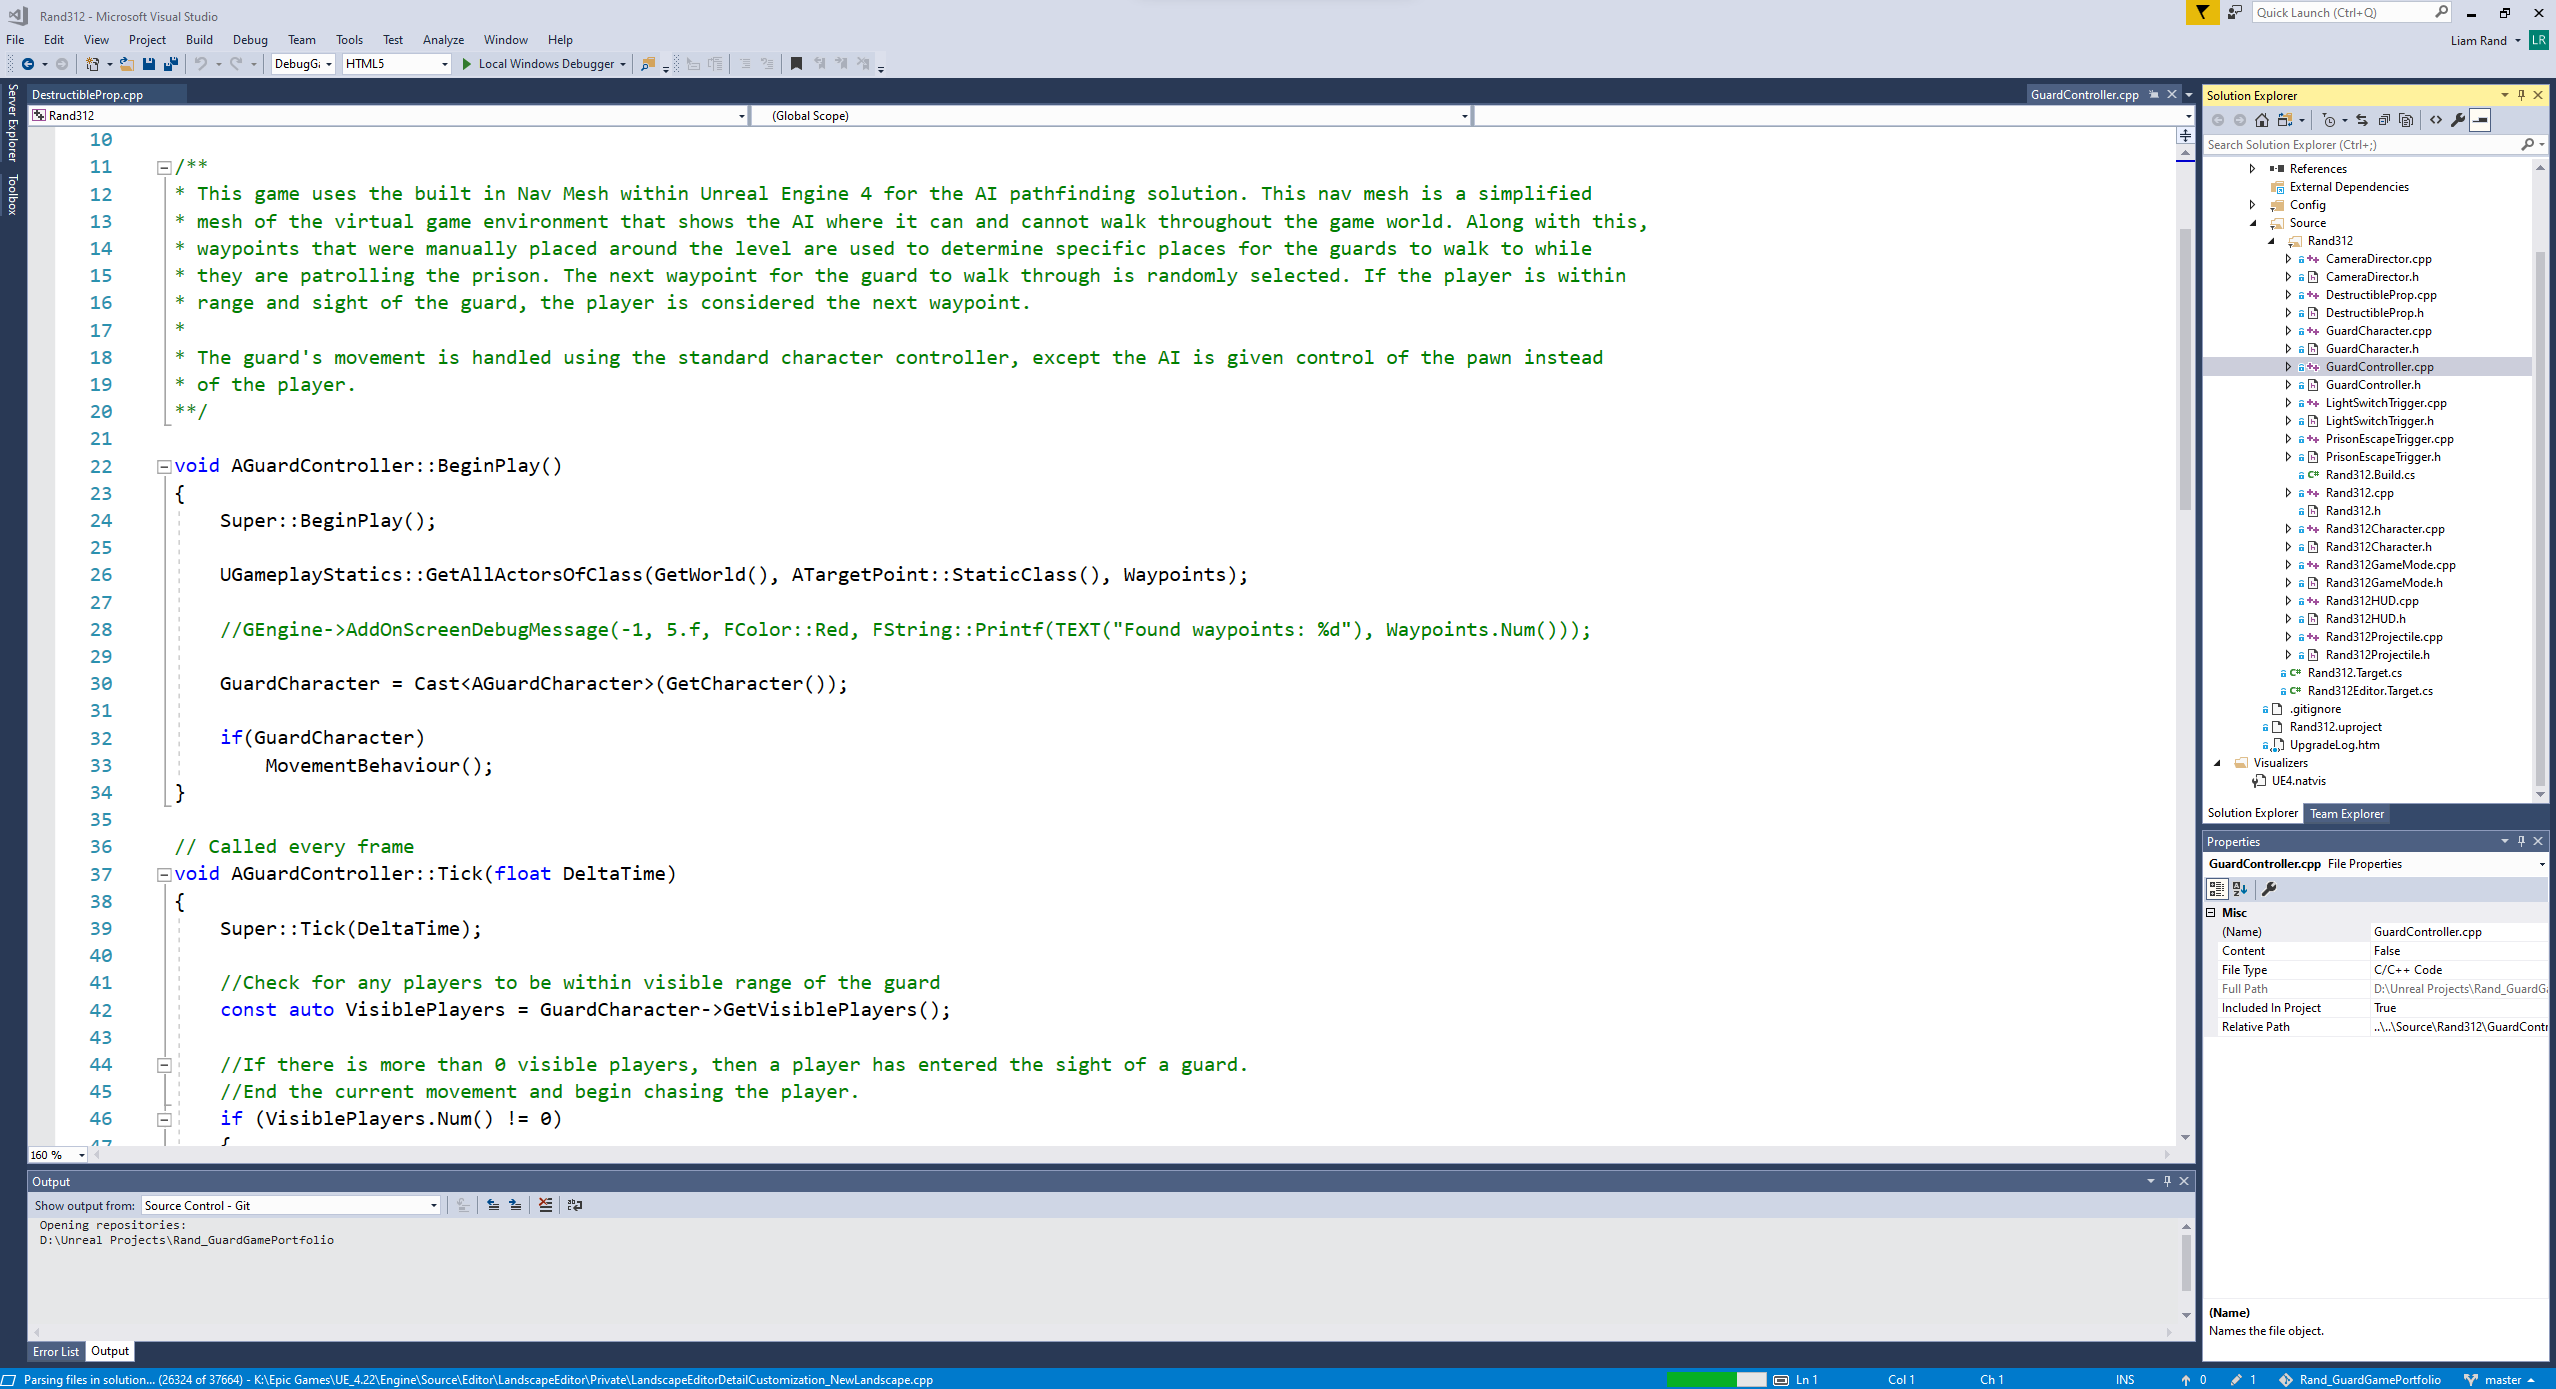 Rand312 - Microsoft Visual Studio
Quick Launch (Ctrl+Q)
File Edit View Project Build Debug Team Tools Test Analyze Window Help
Liam Rand LR
HTML5 Local Windows Debugger
Server Explorer
Toolbox
DestructibleProp.cpp
GuardController.cpp
Rand312
(Global Scope)
10
11 /**
12 * This game uses the built in Nav Mesh within Unreal Engine 4 for the AI pathfinding solution. This nav mesh is a simplified
13 * mesh of the virtual game environment that shows the AI where it can and cannot walk throughout the game world. Along with this,
14 * waypoints that were manually placed around the level are used to determine specific places for the guards to walk to while
15 * they are patrolling the prison. The next waypoint for the guard to walk through is randomly selected. If the player is within
16 * range and sight of the guard, the player is considered the next waypoint.
17 *
18 * The guard's movement is handled using the standard character controller, except the AI is given control of the pawn instead
19 * of the player.
20 **/
21
22 void AGuardController::BeginPlay()
23 {
24 Super::BeginPlay();
25
26 UGameplayStatics::GetAllActorsOfClass(GetWorld(), ATargetPoint::StaticClass(), Waypoints);
27
28 //GEngine->AddOnScreenDebugMessage(-1, 5.f, FColor::Red, FString::Printf(TEXT("Found waypoints: %d"), Waypoints.Num()));
29
30 GuardCharacter = Cast<AGuardCharacter>(GetCharacter());
31
32 if(GuardCharacter)
33 MovementBehaviour();
34 }
35
36 // Called every frame
37 void AGuardController::Tick(float DeltaTime)
38 {
39 Super::Tick(DeltaTime);
40
41 //Check for any players to be within visible range of the guard
42 const auto VisiblePlayers = GuardCharacter->GetVisiblePlayers();
43
44 //If there is more than 0 visible players, then a player has entered the sight of a guard.
45 //End the current movement and begin chasing the player.
46 if (VisiblePlayers.Num() != 0)
47 {
160 %
Output
Show output from: Source Control - Git
Opening repositories:
D:\Unreal Projects\Rand_GuardGamePortfolio
Error List Output
Solution Explorer
Search Solution Explorer (Ctrl+;)
References
External Dependencies
Config
Source
Rand312
CameraDirector.cpp
CameraDirector.h
DestructibleProp.cpp
DestructibleProp.h
GuardCharacter.cpp
GuardCharacter.h
GuardController.cpp
GuardController.h
LightSwitchTrigger.cpp
LightSwitchTrigger.h
PrisonEscapeTrigger.cpp
PrisonEscapeTrigger.h
Rand312.Build.cs
Rand312.cpp
Rand312.h
Rand312Character.cpp
Rand312Character.h
Rand312GameMode.cpp
Rand312GameMode.h
Rand312HUD.cpp
Rand312HUD.h
Rand312Projectile.cpp
Rand312Projectile.h
Rand312.Target.cs
Rand312Editor.Target.cs
.gitignore
Rand312.uproject
UpgradeLog.htm
Visualizers
UE4.natvis
Solution Explorer Team Explorer
Properties
GuardController.cpp File Properties
Misc
(Name) GuardController.cpp
Content False
File Type C/C++ Code
Full Path D:\Unreal Projects\Rand_GuardG
Included In Project True
Relative Path ..\..\Source\Rand312\GuardContr
(Name)
Names the file object.
Parsing files in solution... (26324 of 37664) - K:\Epic Games\UE_4.22\Engine\Source\Editor\LandscapeEditor\Private\LandscapeEditorDetailCustomization_NewLandscape.cpp
Ln 1 Col 1 Ch 1 INS 0 1 Rand_GuardGamePortfolio master